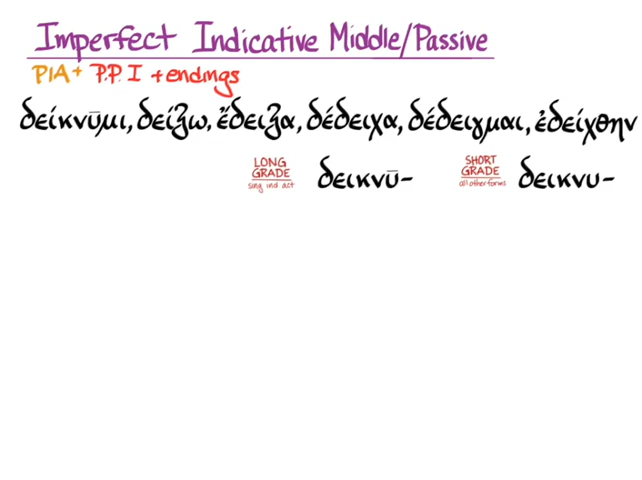 Imperfect Indicative Middle/Passive
PIA + P.P. I + endings
δείκνῡμι, δείξω, ἔδειξα, δέδειχα, δέδειγμαι, ἐδείχθην
LONG GRADE sing ind act δεικνῡ- SHORT GRADE all other forms δεικνυ-